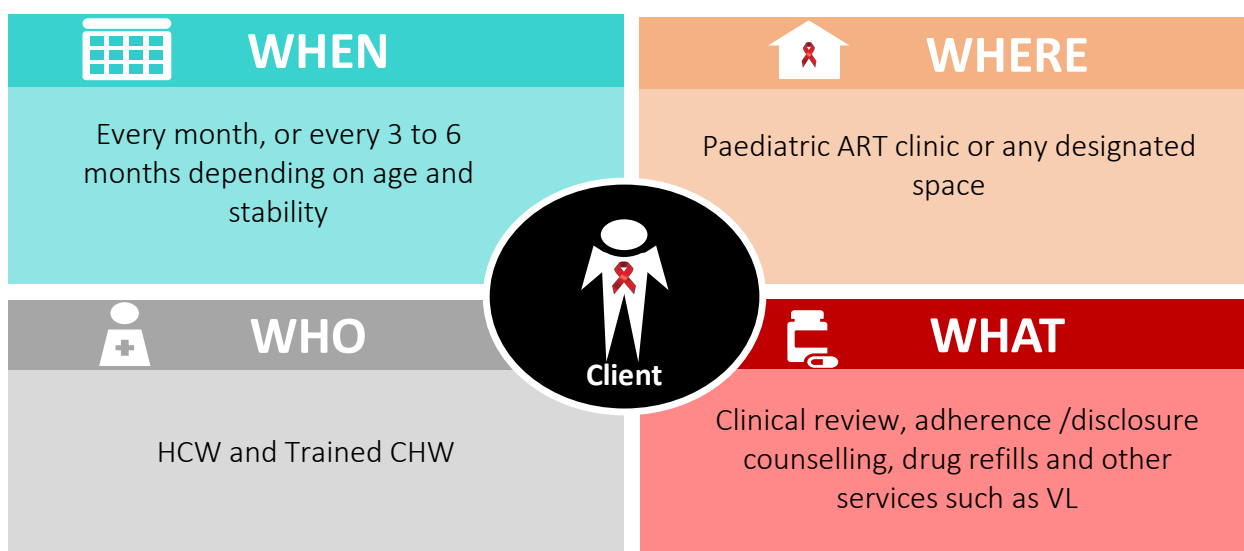 WHEN
Every month, or every 3 to 6
months depending on age and
stability
WHERE
Paediatric ART clinic or any designated
space
WHO
HCW and Trained CHW
Client
WHAT
Clinical review, adherence /disclosure
counselling, drug refills and other
services such as VL